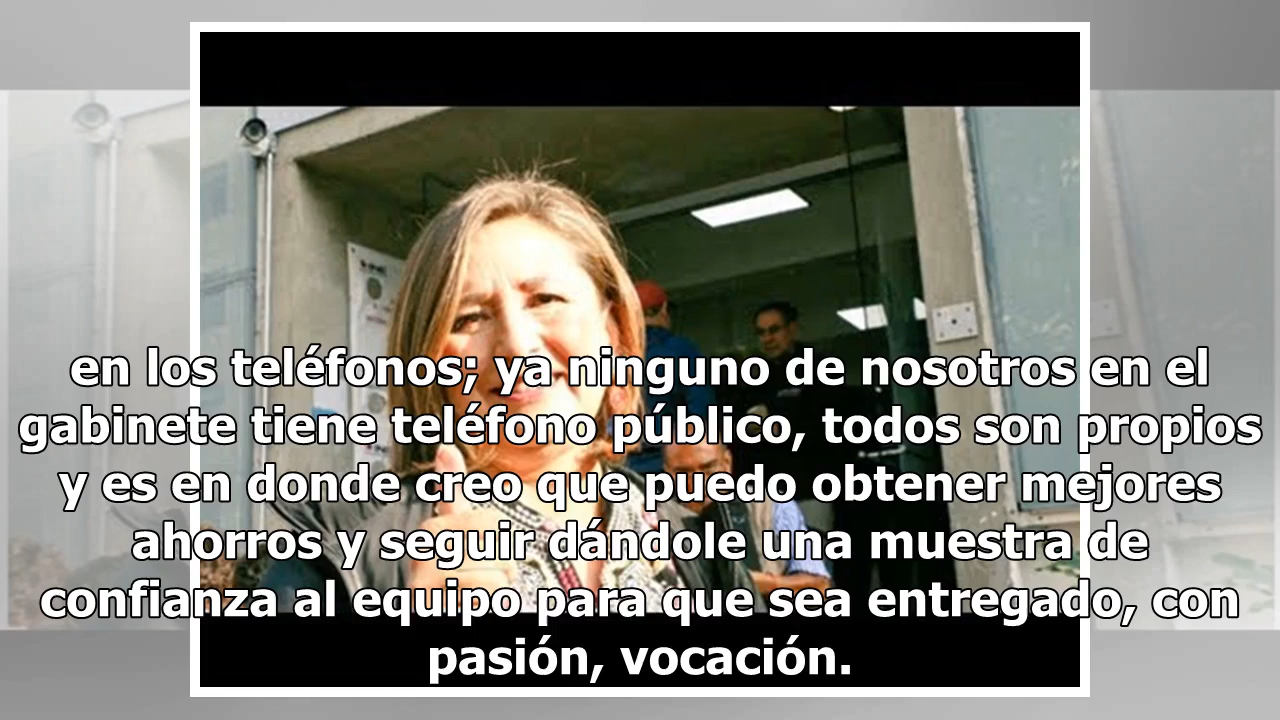 en los teléfonos; ya ninguno de nosotros en el
gabinete tiene teléfono público, todos son propios
y es en donde creo que puedo obtener mejores
ahorros y seguir dándole una muestra de
confianza al equipo para que sea entregado, con
pasión, vocación.